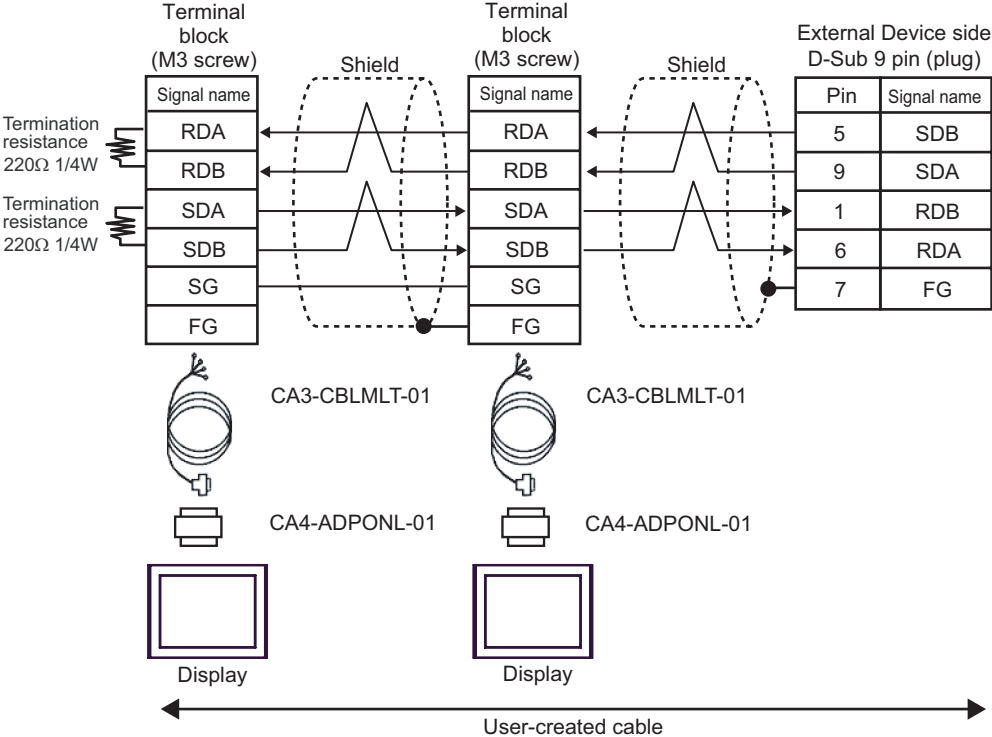 Terminal
block
(M3 screw)
Terminal
block
(M3 screw)
External Device side
D-Sub 9 pin (plug)
Shield
Shield
Signal name
Signal name
Pin
Signal name
Termination
resistance
220Ω 1/4W
RDA
RDA
5
SDB
RDB
RDB
9
SDA
Termination
resistance
220Ω 1/4W
SDA
SDA
1
RDB
SDB
SDB
6
RDA
SG
SG
7
FG
FG
FG
CA3-CBLMLT-01
CA3-CBLMLT-01
CA4-ADPONL-01
CA4-ADPONL-01
Display
Display
User-created cable